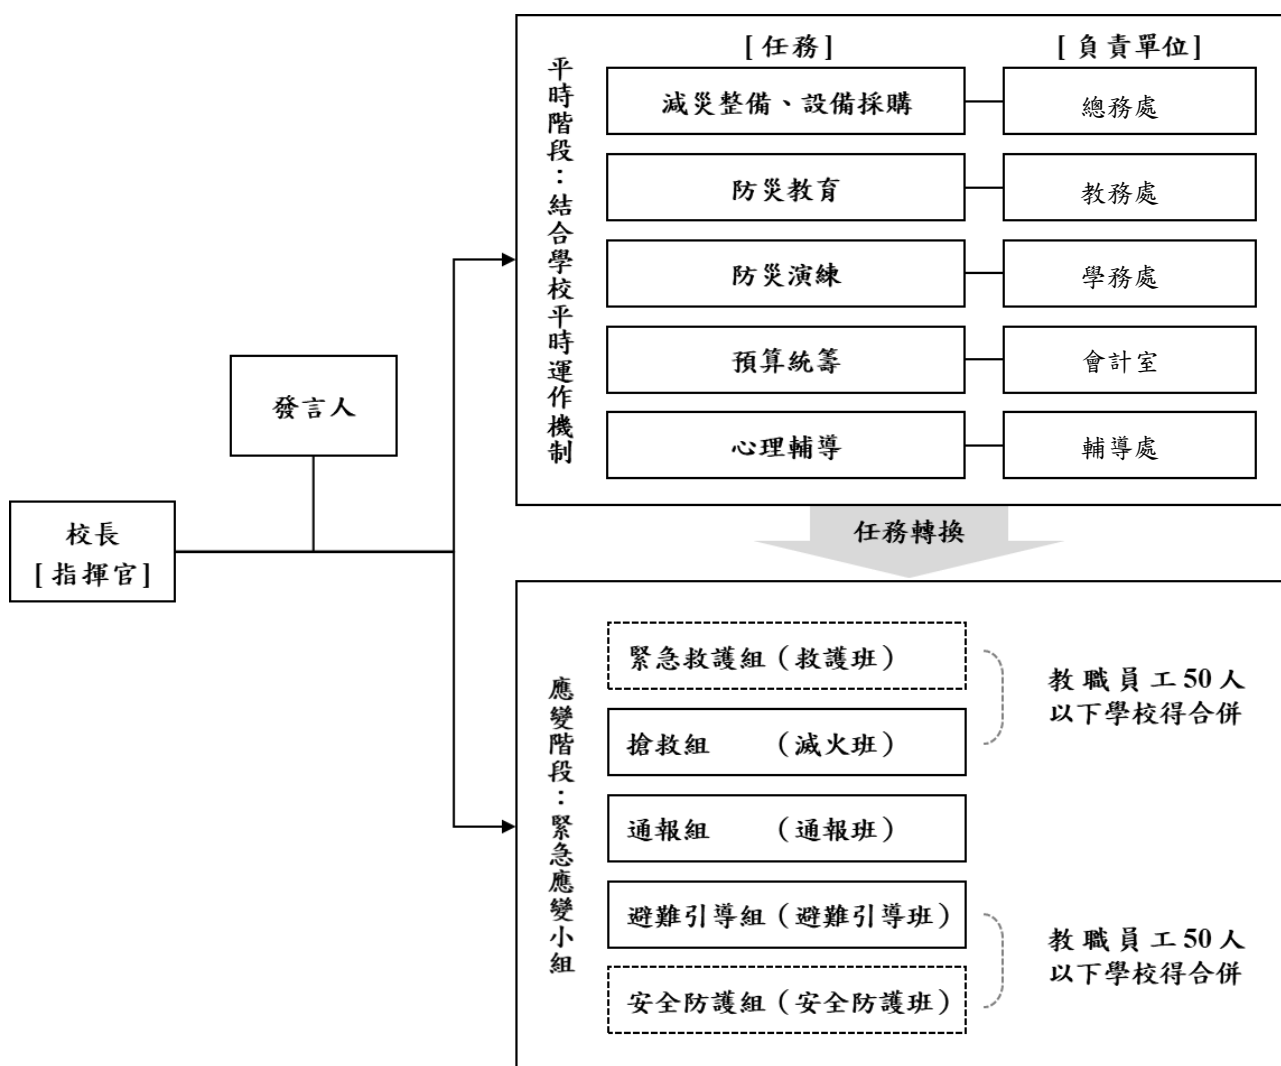 [任務]
[負責單位]
平時階段：結合學校平時運作機制
減災整備、設備採購
總務處
防災教育
教務處
防災演練
學務處
預算統籌
會計室
心理輔導
輔導處
發言人
校長
[指揮官]
任務轉換
應變階段：緊急應變小組
緊急救護組（救護班）
搶救組　　（滅火班）
教職員工50人
以下學校得合併
通報組　　（通報班）
避難引導組（避難引導班）
安全防護組（安全防護班）
教職員工50人
以下學校得合併